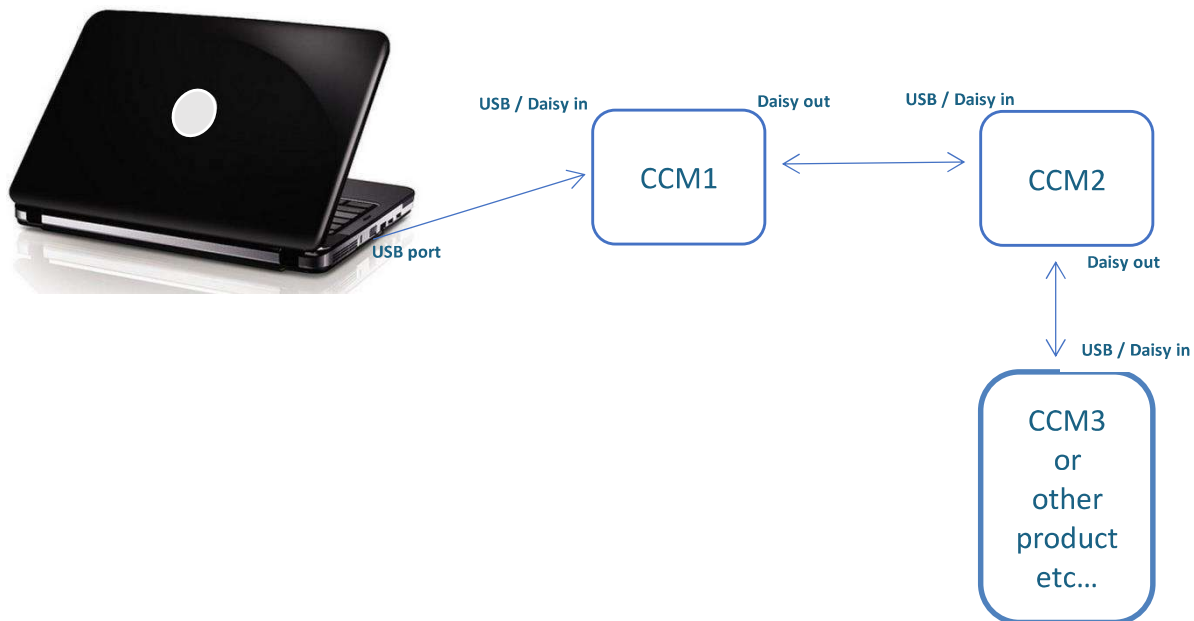 USB / Daisy in
Daisy out
USB / Daisy in
CCM1
CCM2
USB port
Daisy out
USB / Daisy in
CCM3
or
other
product
etc...